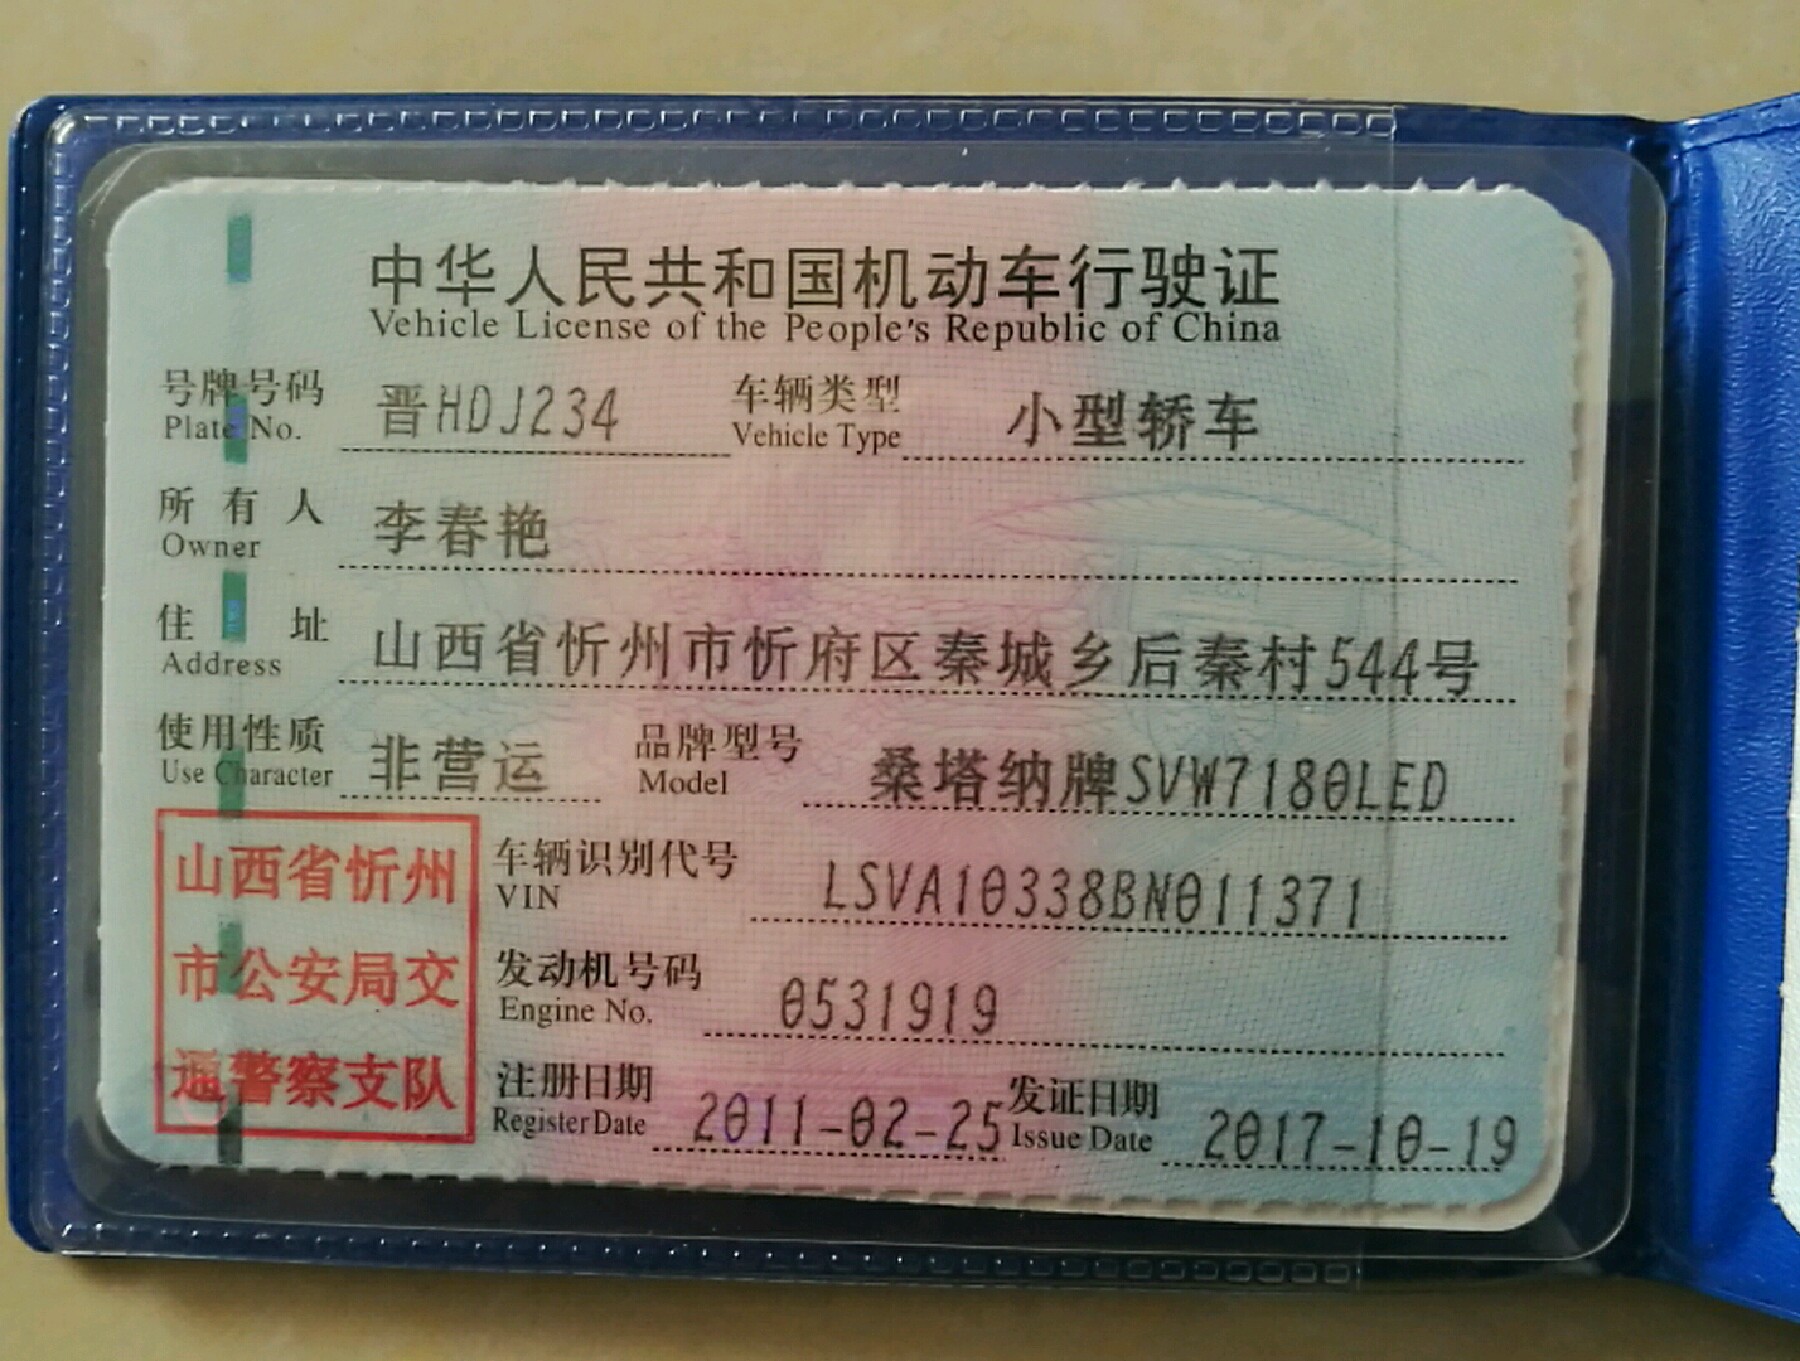 中华人民共和国机动车行驶证
Vehicle License of the People's Republic of China
号牌号码 晋HDJ234 车辆类型 小型轿车
Plate No. Vehicle Type
所有人 李春艳
Owner
住址 山西省忻州市忻府区秦城乡后秦村544号
Address
使用性质 非营运 品牌型号 桑塔纳牌SVW7180LED
Use Character Model
山西省忻州
市公安局交
通警察支队
车辆识别代号 LSVA10338BN011371
VIN
发动机号码 0531919
Engine No.
注册日期 2011-02-25 发证日期 2017-10-19
Register Date Issue Date